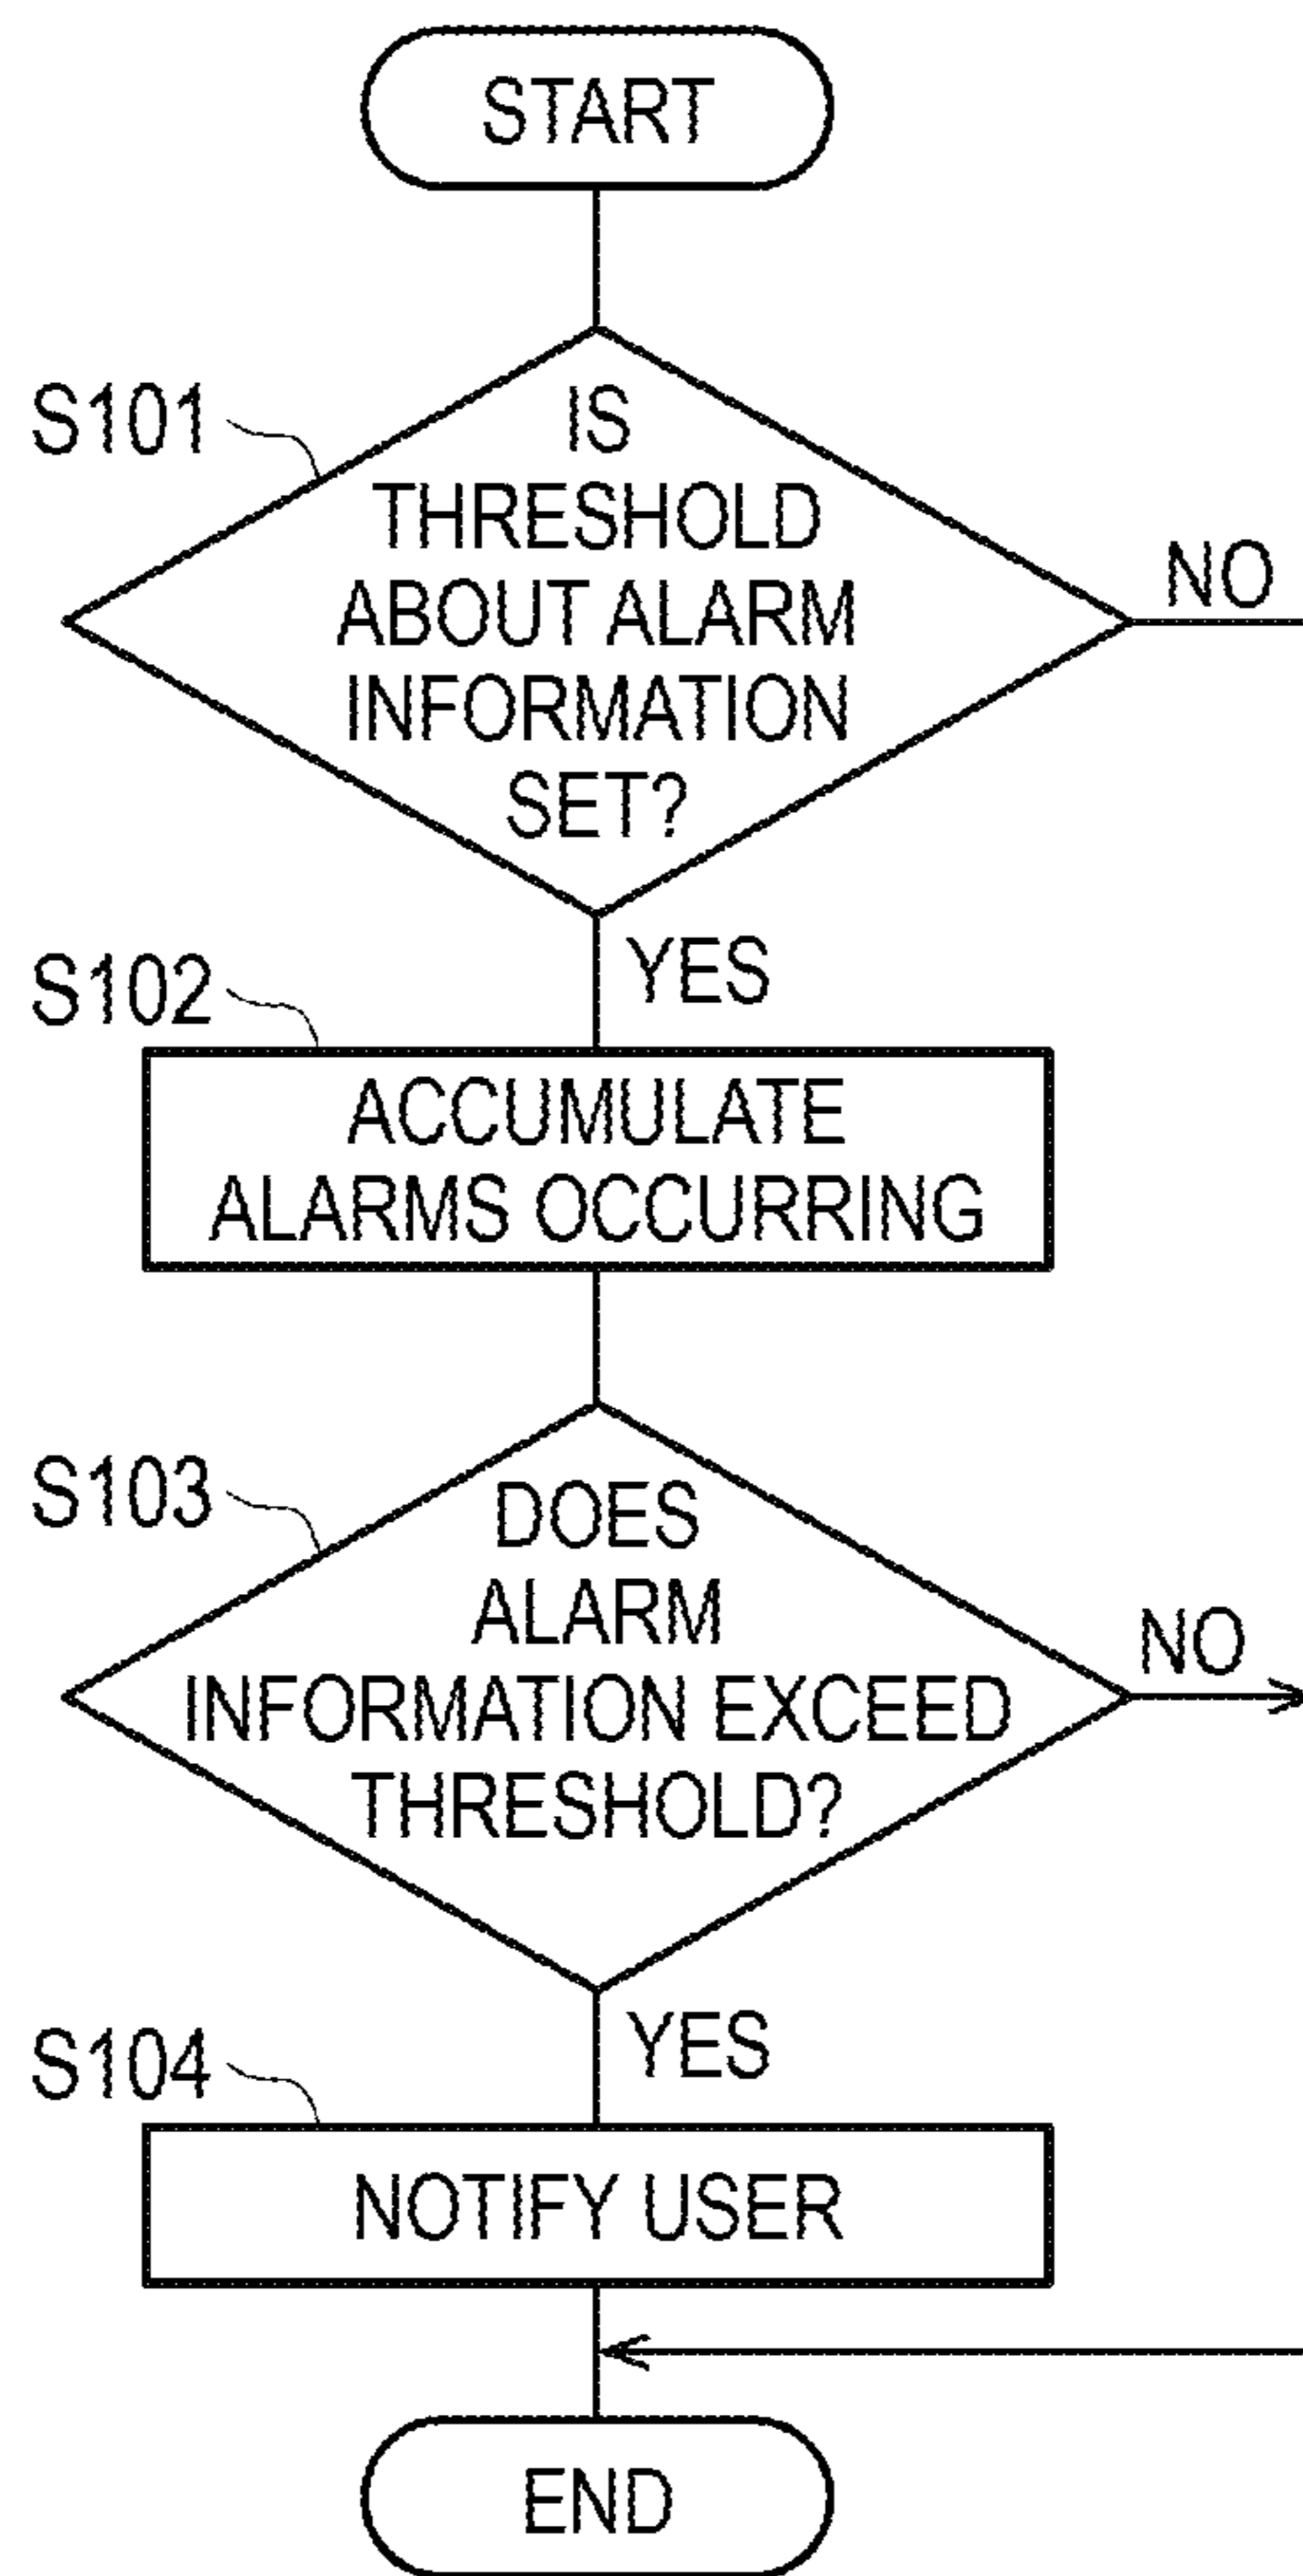 START
S101
IS
THRESHOLD
ABOUT ALARM
INFORMATION
SET?
NO
YES
S102
ACCUMULATE
ALARMS OCCURRING
S103
DOES
ALARM
INFORMATION EXCEED
THRESHOLD?
NO
YES
S104
NOTIFY USER
END